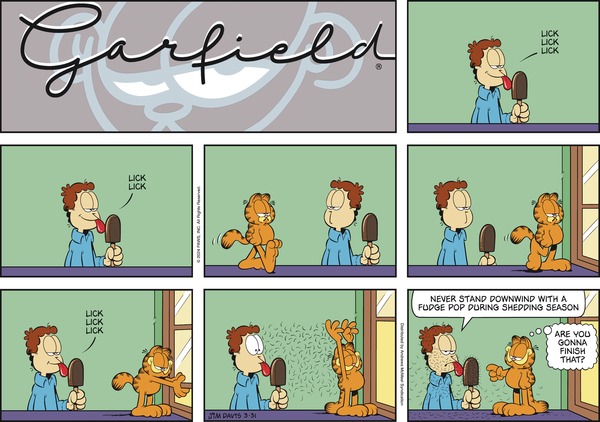 Garfield
®
LICK
LICK
LICK
LICK
LICK
© 2024 PAWS, INC. All Rights Reserved.
LICK
LICK
LICK
JIM DAVIS 3-31
Distributed by Andrews McMeel Syndication
NEVER STAND DOWNWIND WITH A
FUDGE POP DURING SHEDDING SEASON
ARE YOU
GONNA
FINISH
THAT?